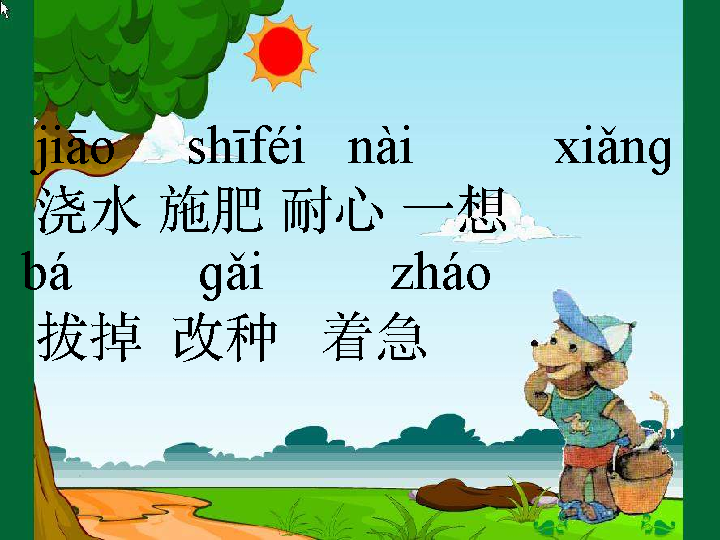 jiāo shīféi nài xiǎng
浇水 施肥 耐心 一想
bá gǎi zháo
拔掉 改种 着急